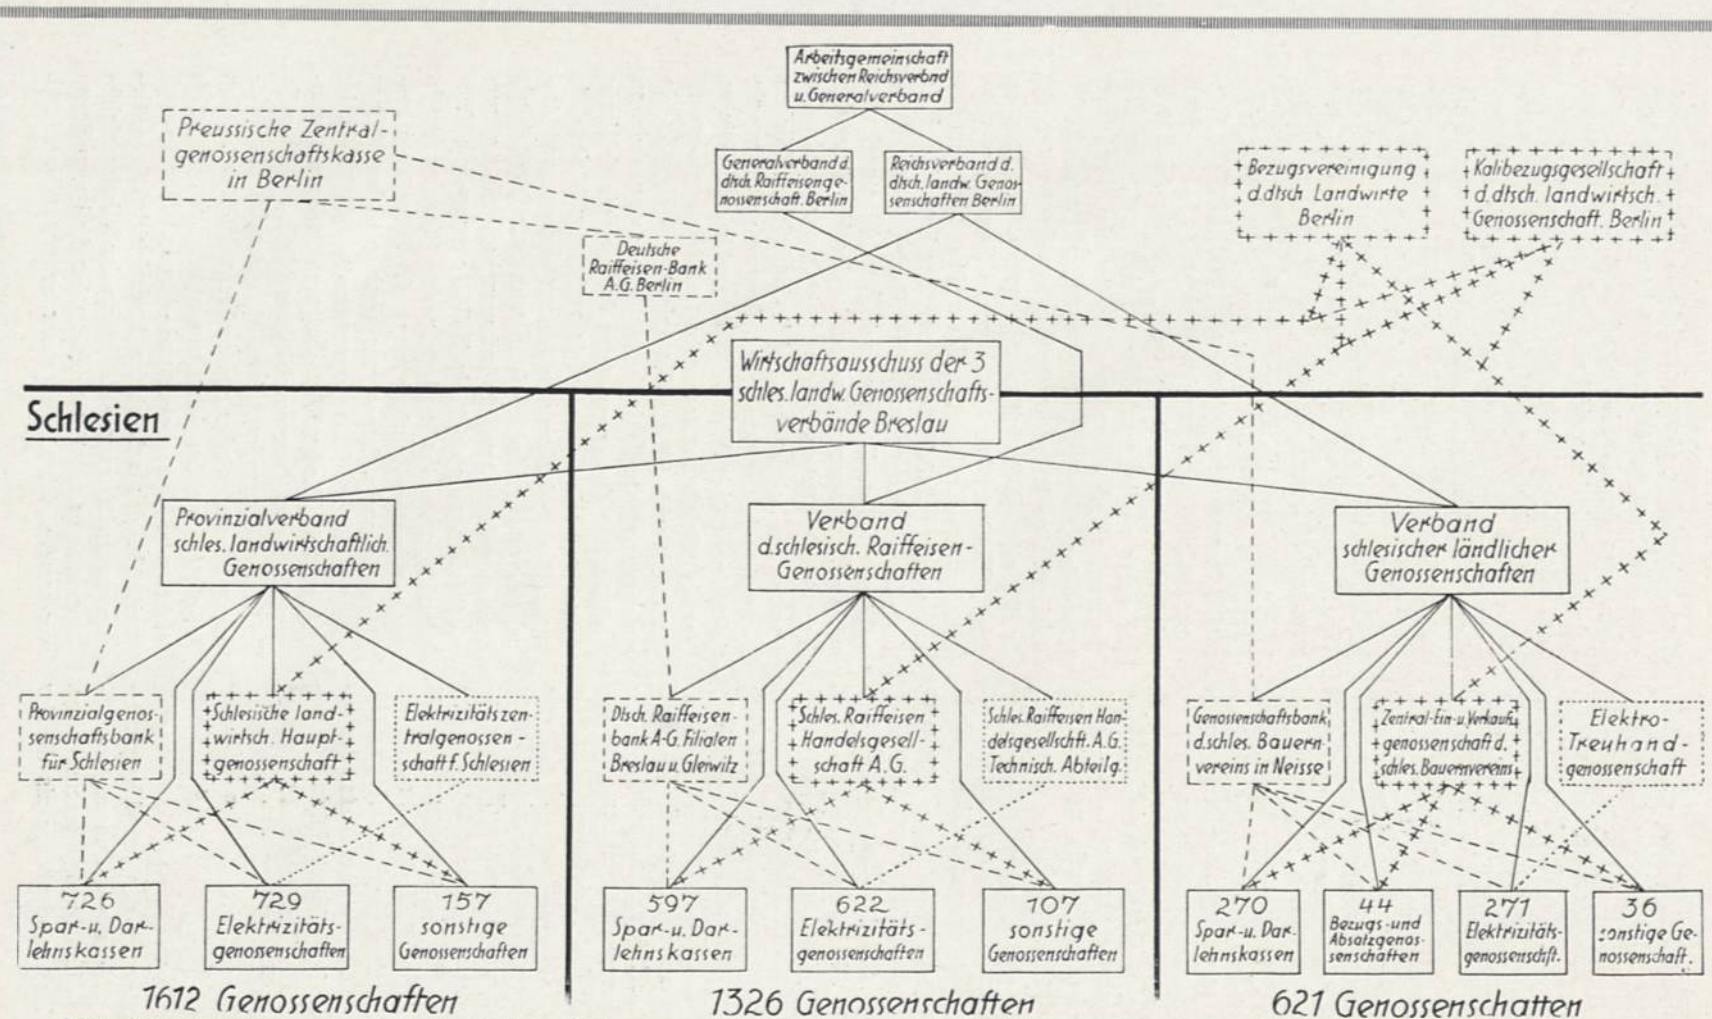 Arbeitsgemeinschaft
zwischen Reichsverbnd
u. Generalverband
Preussische Zentral-
genossenschaftskasse
in Berlin
Generalverband d.
dtsch. Raiffeisenge-
nossenschaft. Berlin
Reichsverband d.
dtsch. landw. Genos-
senschaften Berlin
Bezugsvereinigung
d. dtsch Landwirte
Berlin
Kalibezugsgesellschaft
d. dtsch. landwirtsch.
Genossenschaft. Berlin
Deutsche
Raiffeisen-Bank
A.G. Berlin
Wirtschaftsausschuss der 3
schles. landw. Genossenschafts-
verbände Breslau
Schlesien
Provinzialverband
schles. landwirtschaftlich.
Genossenschaften
Verband
d. schlesisch. Raiffeisen-
Genossenschaften
Verband
schlesischer ländlicher
Genossenschaften
Provinzialgenos-
senschaftsbank
für Schlesien
Schlesische land-
wirtsch. Haupt-
genossenschaft
Elektrizitätszen-
tralgenossen-
schaft f. Schlesien
Dtsch. Raiffeisen-
bank A-G. Filialen
Breslau u. Gleiwitz
Schles. Raiffeisen
Handelsgesell-
schaft A.G.
Schles. Raiffeisen Han-
delsgesellschft. A.G.
Technisch. Abteilg.
Genossenschaftsbank
d. schles. Bauern-
vereins in Neisse
Zentral-Ein-u. Verkaufs
genossenschaft d.
schles. Bauernvereins
Elektro-
Treuhand-
genossenschaft
726
Spar-u. Dar-
lehnskassen
729
Elektrizitäts-
genossenschaften
157
sonstige
Genossenschaften
597
Spar-u. Dar-
lehnskassen
622
Elektrizitäts-
genossenschaften
107
sonstige
Genossenschaften
270
Spar-u. Dar-
lehnskassen
44
Bezugs-und
Absatzgenos-
senschaften
271
Elektrizitäts-
genossenschft.
36
sonstige Ge-
nossenschaft.
1612 Genossenschaften
1326 Genossenschaften
621 Genossenschaften